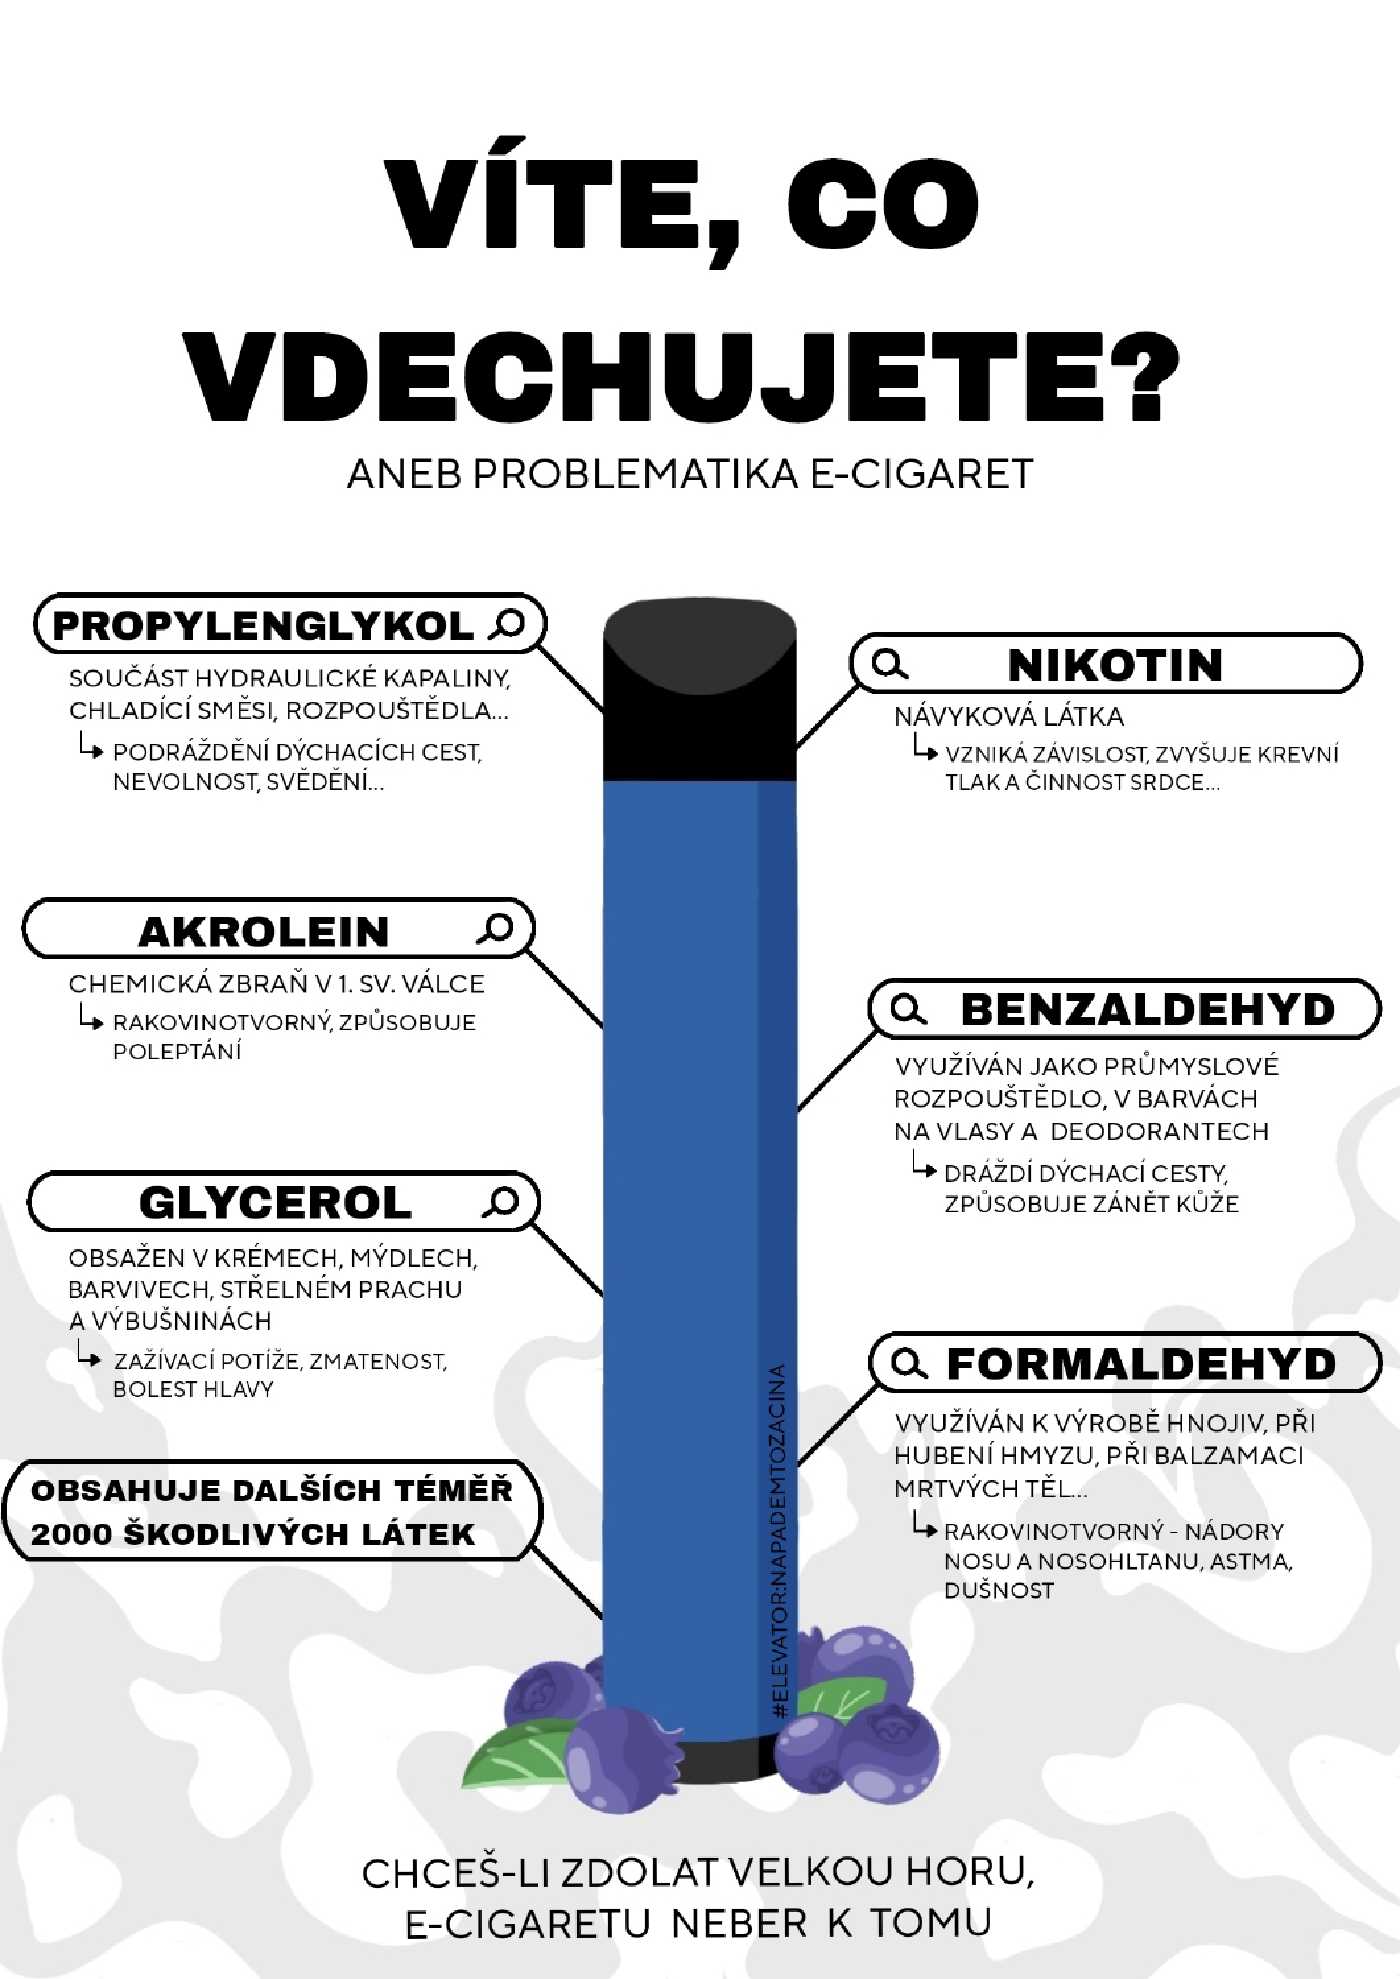 VÍTE, CO
VDECHUJETE?
ANEB PROBLEMATIKA E-CIGARET
PROPYLENGLYKOL
SOUČÁST HYDRAULICKÉ KAPALINY,
CHLADÍCÍ SMĚSI, ROZPOUŠTĚDLA...
PODRÁŽDĚNÍ DÝCHACÍCH CEST,
NEVOLNOST, SVĚDĚNÍ...
NIKOTIN
NÁVYKOVÁ LÁTKA
VZNIKÁ ZÁVISLOST, ZVYŠUJE KREVNÍ
TLAK A ČINNOST SRDCE...
AKROLEIN
CHEMICKÁ ZBRAŇ V 1. SV. VÁLCE
RAKOVINOTVORNÝ, ZPŮSOBUJE
POLEPTÁNÍ
BENZALDEHYD
VYUŽÍVÁN JAKO PRŮMYSLOVÉ
ROZPOUŠTĚDLO, V BARVÁCH
NA VLASY A DEODORANTECH
DRÁŽDÍ DÝCHACÍ CESTY,
ZPŮSOBUJE ZÁNĚT KŮŽE
GLYCEROL
OBSAŽEN V KRÉMECH, MÝDLECH,
BARVIVECH, STŘELNÉM PRACHU
A VÝBUŠNINÁCH
ZAŽÍVACÍ POTÍŽE, ZMATENOST,
BOLEST HLAVY
FORMALDEHYD
VYUŽÍVÁN K VÝROBĚ HNOJIV, PŘI
HUBENÍ HMYZU, PŘI BALZAMACI
MRTVÝCH TĚL...
RAKOVINOTVORNÝ - NÁDORY
NOSU A NOSOHLTANU, ASTMA,
DUŠNOST
OBSAHUJE DALŠÍCH TÉMĚŘ
2000 ŠKODLIVÝCH LÁTEK
#ELEVATOR:NAPADEMTOZACINA
CHCEŠ-LI ZDOLAT VELKOU HORU,
E-CIGARETU NEBER K TOMU